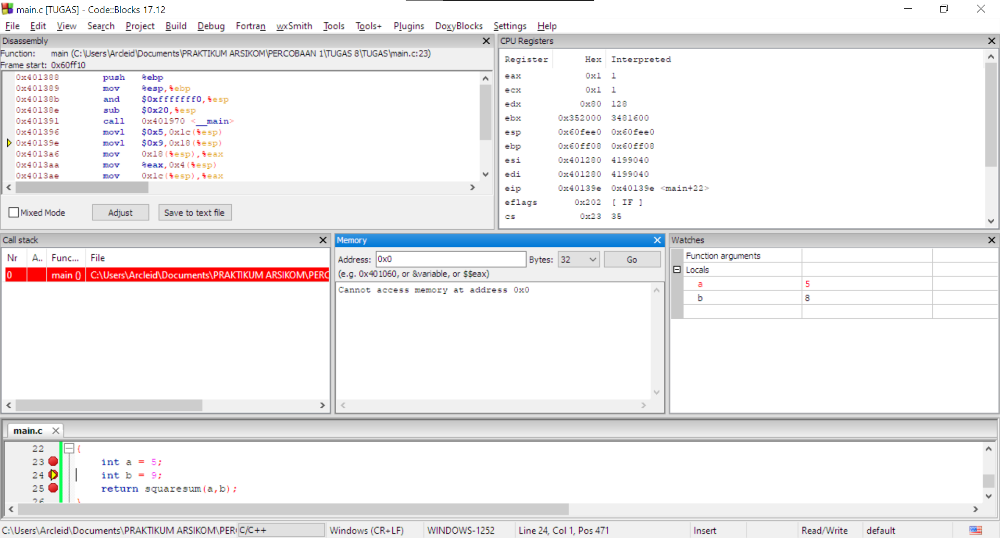 main.c [TUGAS] - Code::Blocks 17.12
File Edit View Search Project Build Debug Fortran wxSmith Tools Tools+ Plugins DoxyBlocks Settings Help
Disassembly
Function: main (C:\Users\Arcleid\Documents\PRAKTIKUM ARSIKOM\PERCOBAAN 1\TUGAS 8\TUGAS\main.c:23)
Frame start: 0x60ff10
0x401388 push %ebp
0x401389 mov %esp,%ebp
0x40138b and $0xfffffff0,%esp
0x40138e sub $0x20,%esp
0x401391 call 0x401970 <__main>
0x401396 movl $0x5,0x1c(%esp)
0x40139e movl $0x9,0x18(%esp)
0x4013a6 mov 0x18(%esp),%eax
0x4013aa mov %eax,0x4(%esp)
0x4013ae mov 0x1c(%esp),%eax
Mixed Mode Adjust Save to text file
CPU Registers
Register Hex Interpreted
eax 0x1 1
ecx 0x1 1
edx 0x80 128
ebx 0x352000 3481600
esp 0x60fee0 0x60fee0
ebp 0x60ff08 0x60ff08
esi 0x401280 4199040
edi 0x401280 4199040
eip 0x40139e 0x40139e <main+22>
eflags 0x202 [ IF ]
cs 0x23 35
Call stack
Nr A.. Func... File
0 main () C:\Users\Arcleid\Documents\PRAKTIKUM ARSIKOM\PERC
Memory
Address: 0x0 Bytes: 32 Go
(e.g. 0x401060, or &variable, or $$eax)
Cannot access memory at address 0x0
Watches
Function arguments
Locals
a 5
b 8
main.c
22 {
23 int a = 5;
24 int b = 9;
25 return squaresum(a,b);
26 }
C:\Users\Arcleid\Documents\PRAKTIKUM ARSIKOM\PER C/C++ Windows (CR+LF) WINDOWS-1252 Line 24, Col 1, Pos 471 Insert Read/Write default